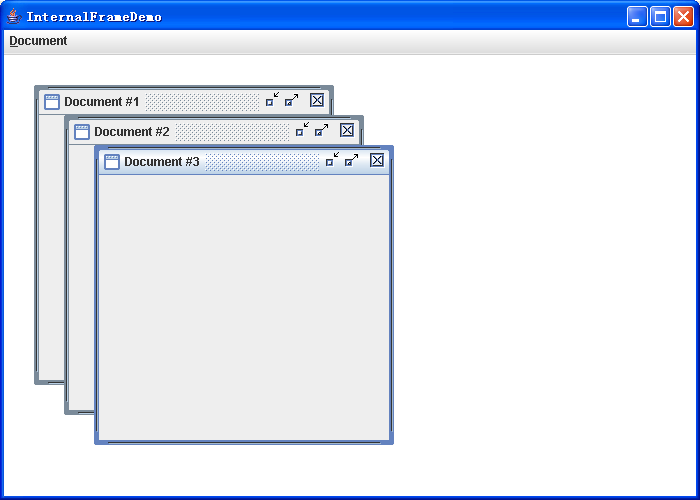 InternalFrameDemo
Document
Document #1
Document #2
Document #3